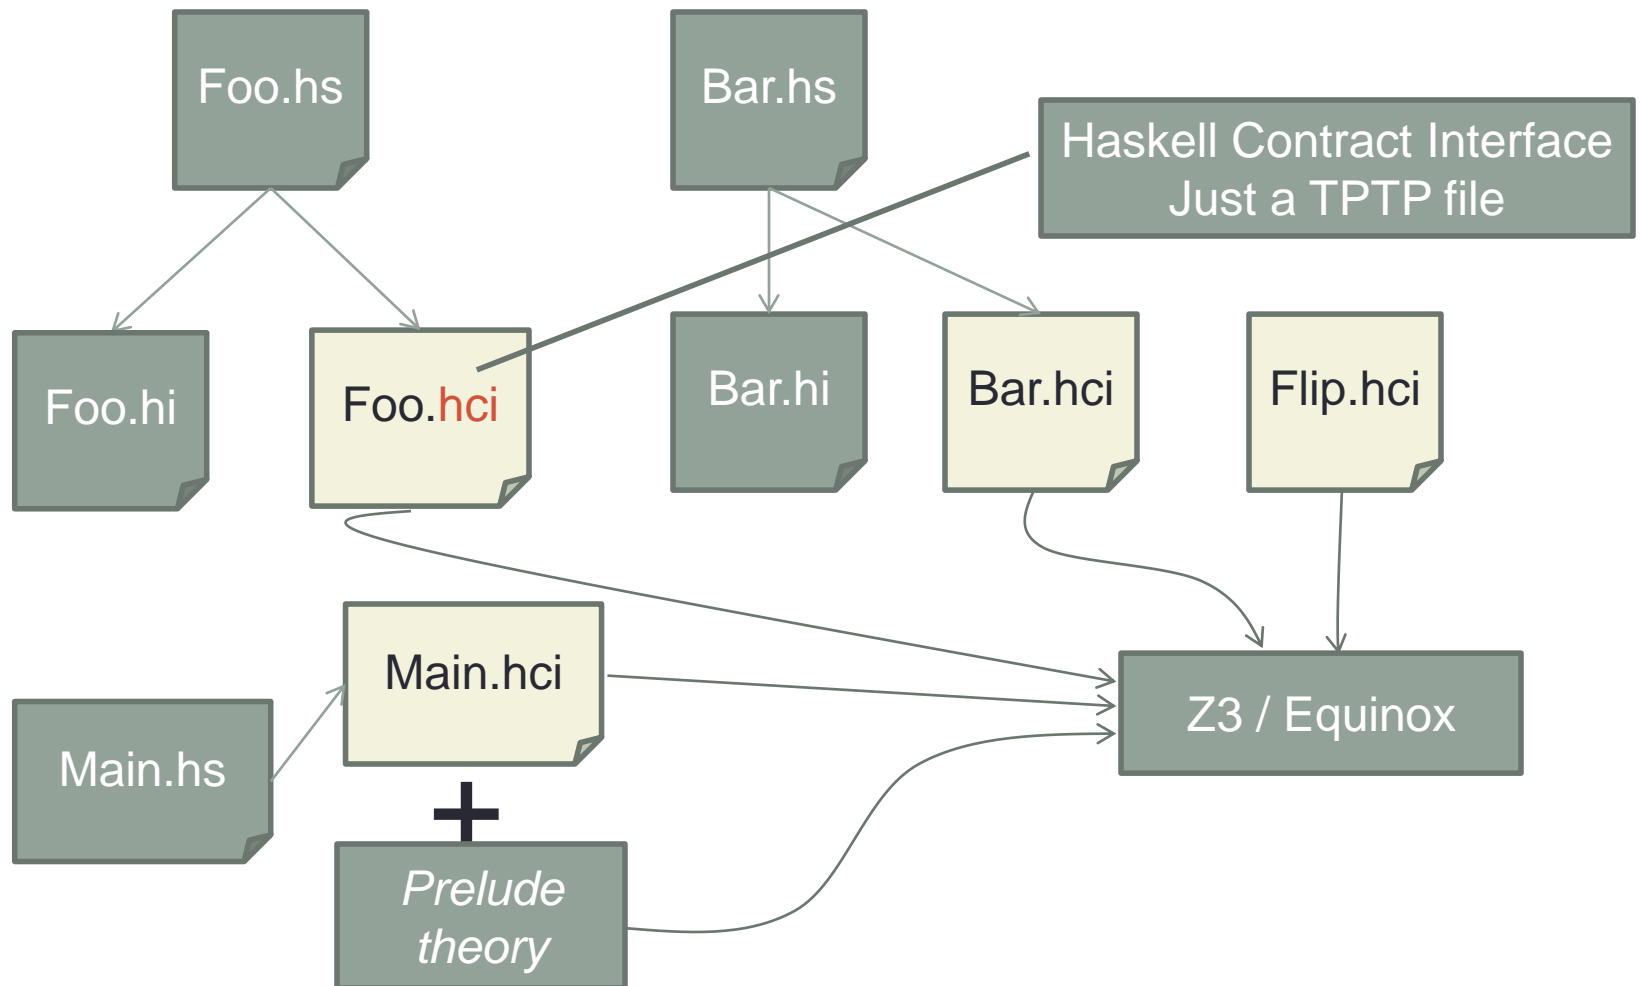 Foo.hs
Bar.hs
Haskell Contract Interface
Just a TPTP file
Foo.hi
Foo.hci
Bar.hi
Bar.hci
Flip.hci
Main.hci
Main.hs
+
Z3 / Equinox
Prelude
theory